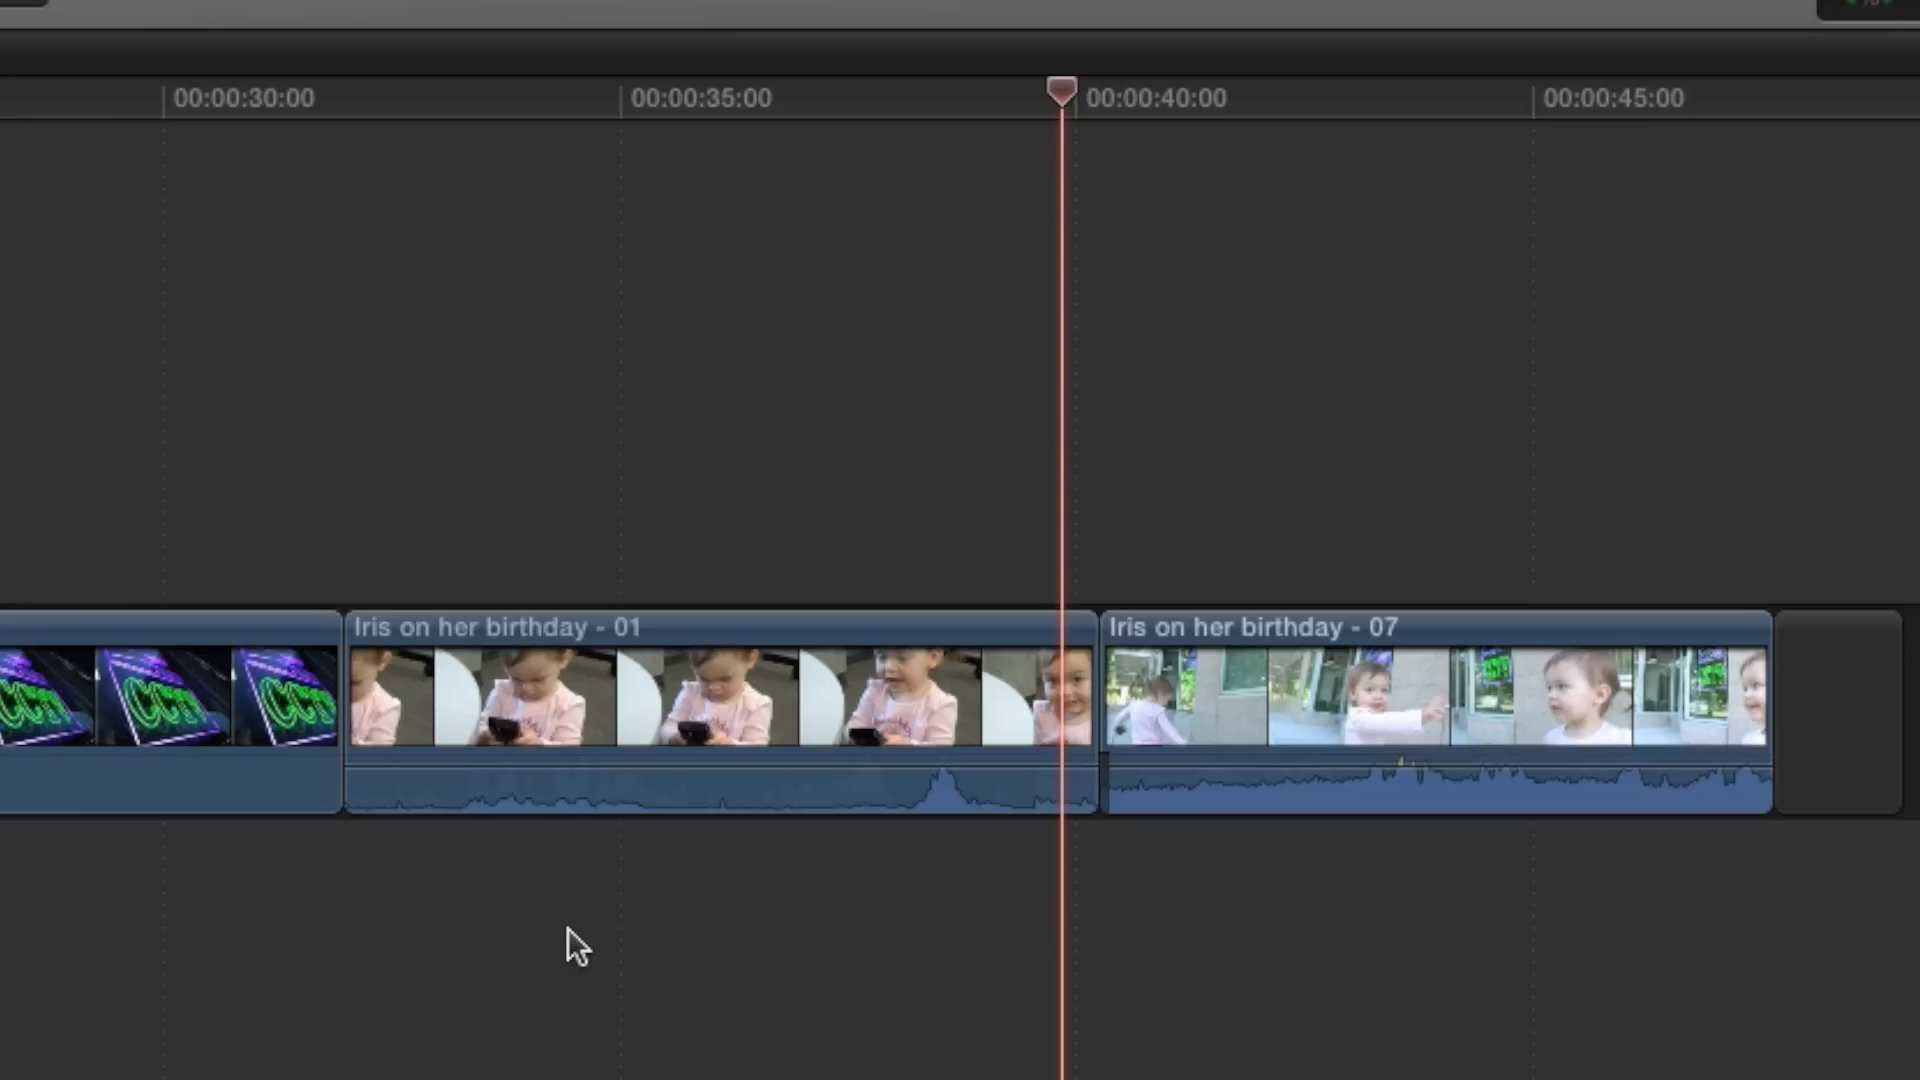 00:00:30:00
00:00:35:00
00:00:40:00
00:00:45:00
Iris on her birthday - 01
Iris on her birthday - 07